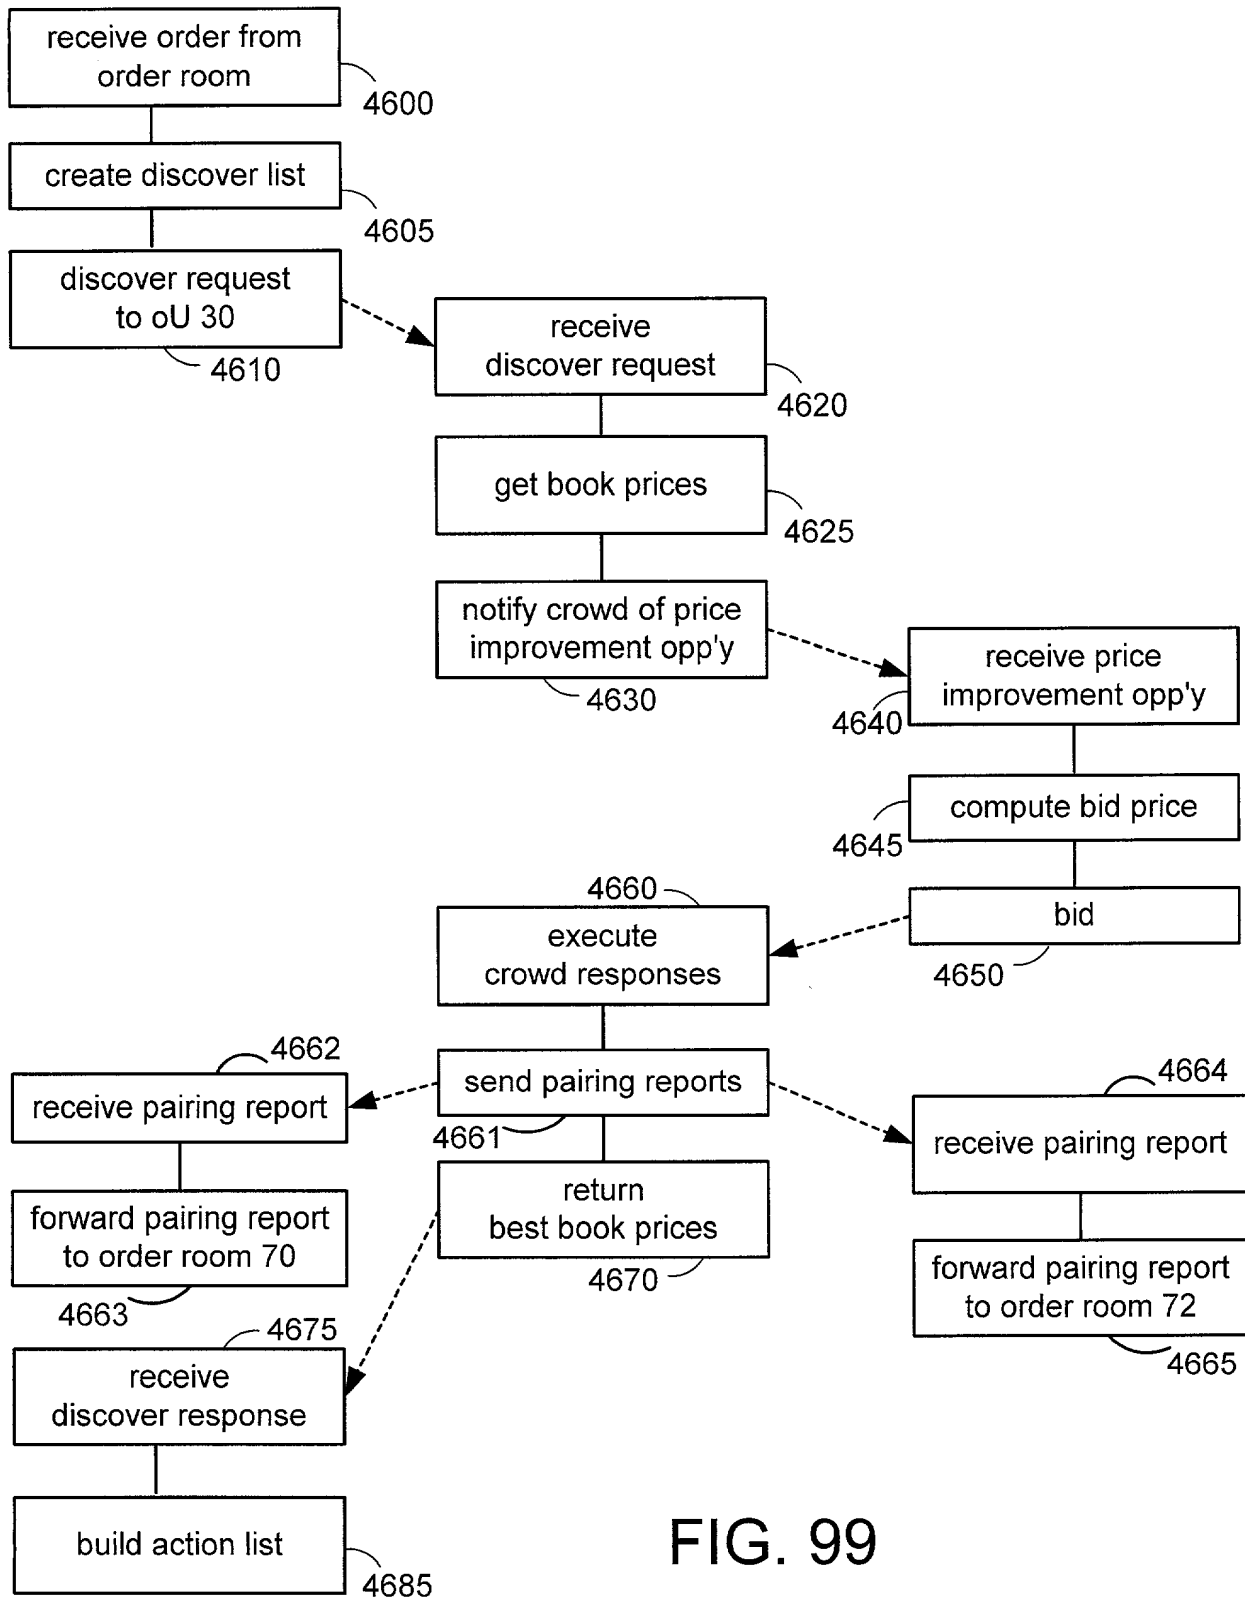 receive order from
order room
4600
create discover list
4605
discover request
to oU 30
4610
receive
discover request
4620
get book prices
4625
notify crowd of price
improvement opp'y
4630
receive price
improvement opp'y
4640
compute bid price
4645
bid
4650
4660
execute
crowd responses
4662
receive pairing report
send pairing reports
4661
4664
receive pairing report
forward pairing report
to order room 70
4663
return
best book prices
4670
forward pairing report
to order room 72
4665
4675
receive
discover response
build action list
4685
FIG. 99